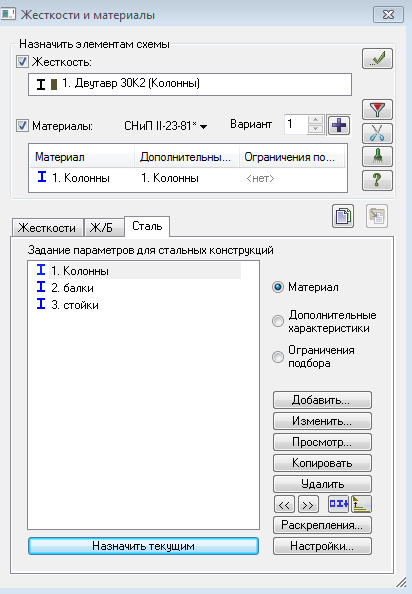 Жесткости и материалы
Назначить элементам схемы
Жесткость:
1. Двутавр 30К2 (Колонны)
Материалы: СНиП II-23-81* Вариант 1
Материал Дополнительны... Ограничения по...
1. Колонны 1. Колонны <нет>
Жесткости Ж/Б Сталь
Задание параметров для стальных конструкций
1. Колонны
2. балки
3. стойки
Материал
Дополнительные
характеристики
Ограничения
подбора
Добавить...
Изменить...
Просмотр...
Копировать
Удалить
<< >>
Раскрепления...
Назначить текущим Настройки...